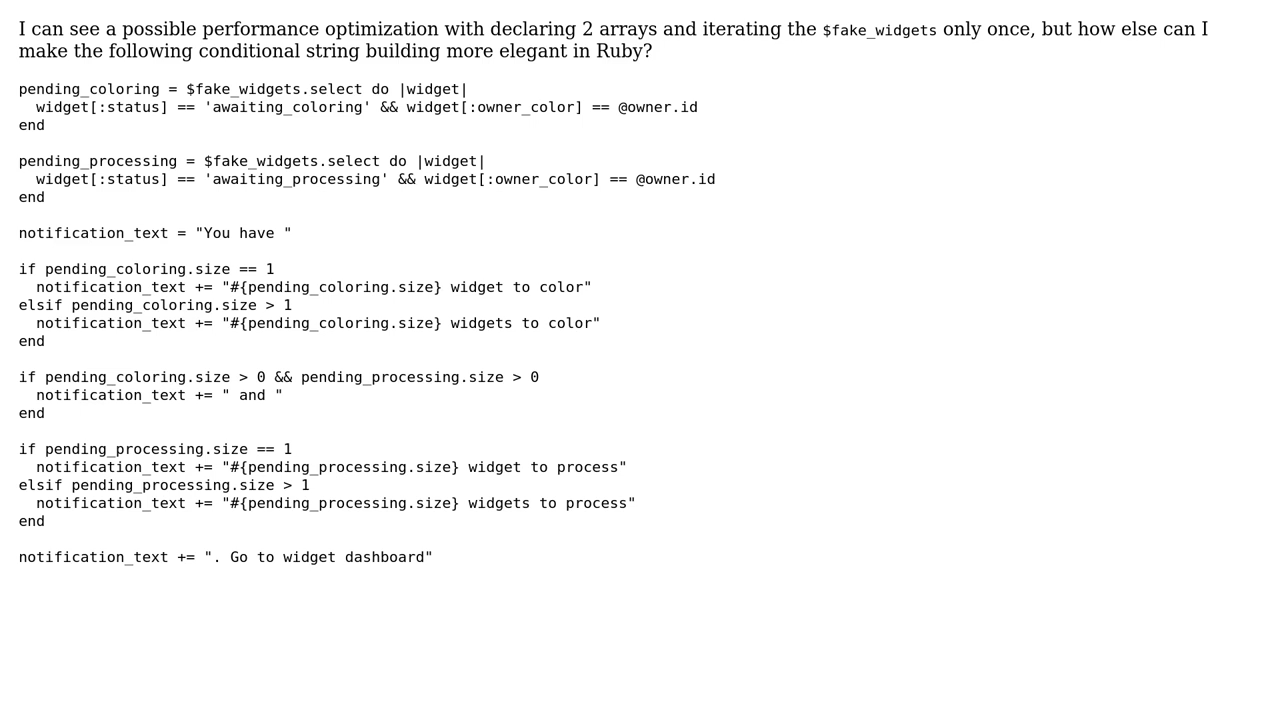 I can see a possible performance optimization with declaring 2 arrays and iterating the $fake_widgets only once, but how else can I
make the following conditional string building more elegant in Ruby?
pending_coloring = $fake_widgets.select do |widget|
  widget[:status] == 'awaiting_coloring' && widget[:owner_color] == @owner.id
end
pending_processing = $fake_widgets.select do |widget|
  widget[:status] == 'awaiting_processing' && widget[:owner_color] == @owner.id
end
notification_text = "You have "
if pending_coloring.size == 1
  notification_text += "#{pending_coloring.size} widget to color"
elsif pending_coloring.size > 1
  notification_text += "#{pending_coloring.size} widgets to color"
end
if pending_coloring.size > 0 && pending_processing.size > 0
  notification_text += " and "
end
if pending_processing.size == 1
  notification_text += "#{pending_processing.size} widget to process"
elsif pending_processing.size > 1
  notification_text += "#{pending_processing.size} widgets to process"
end
notification_text += ". Go to widget dashboard"